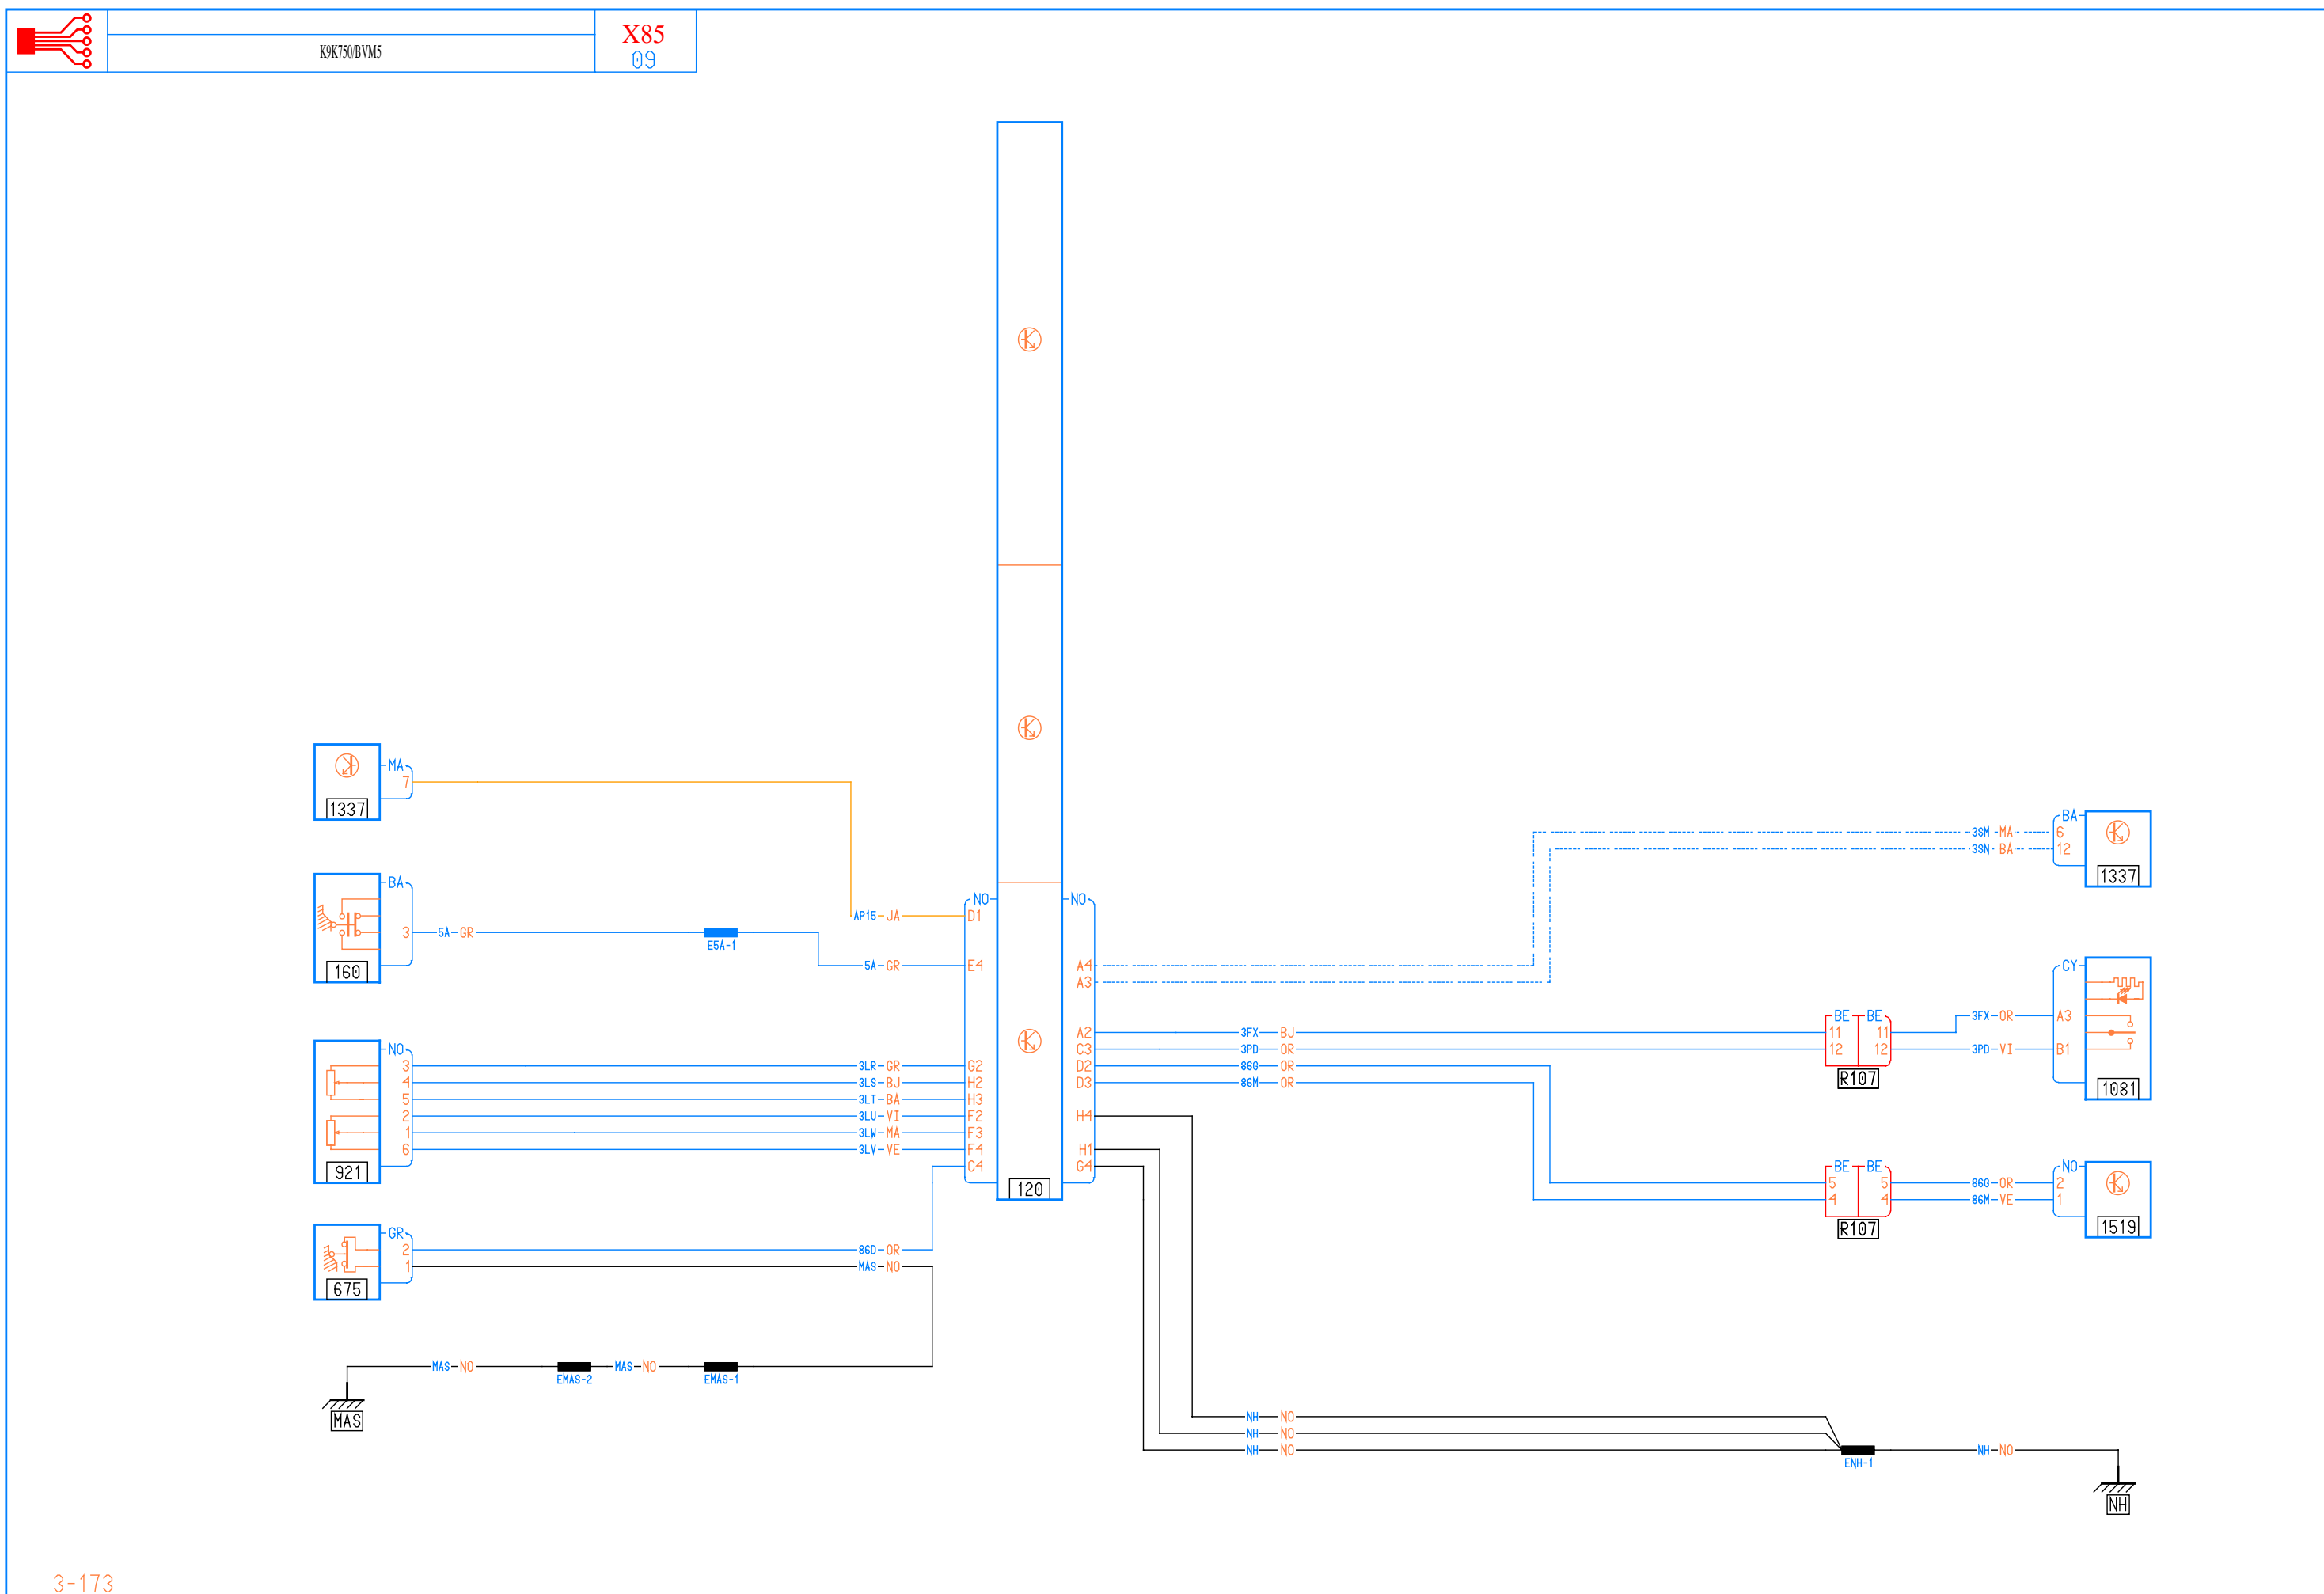 K9K750/BVM5
X85
09
MA
7
1337
3SM MA
BA
6
3SN BA
12
1337
BA
3
5A GR
E5A-1
160
NO
NO
AP15 JA
D1
5A GR
E4
A4
A3
CY
3FX BJ
A2
C3
3PD OR
D2
86G OR
D3
86M OR
BE BE
11 11
12 12
R107
3FX OR
A3
3PD VI
B1
1081
NO
3
3LR GR
G2
4
3LS BJ
H2
5
3LT BA
H3
2
3LU VI
F2
1
3LW MA
F3
6
3LV VE
F4
C4
921
H4
H1
G4
120
BE BE
5 5
4 4
R107
NO
86G OR
2
86M VE
1
1519
GR
2
86D OR
1
MAS NO
675
MAS NO
EMAS-2
MAS NO
EMAS-1
MAS
NH NO
NH NO
NH NO
ENH-1
NH NO
NH
3-173